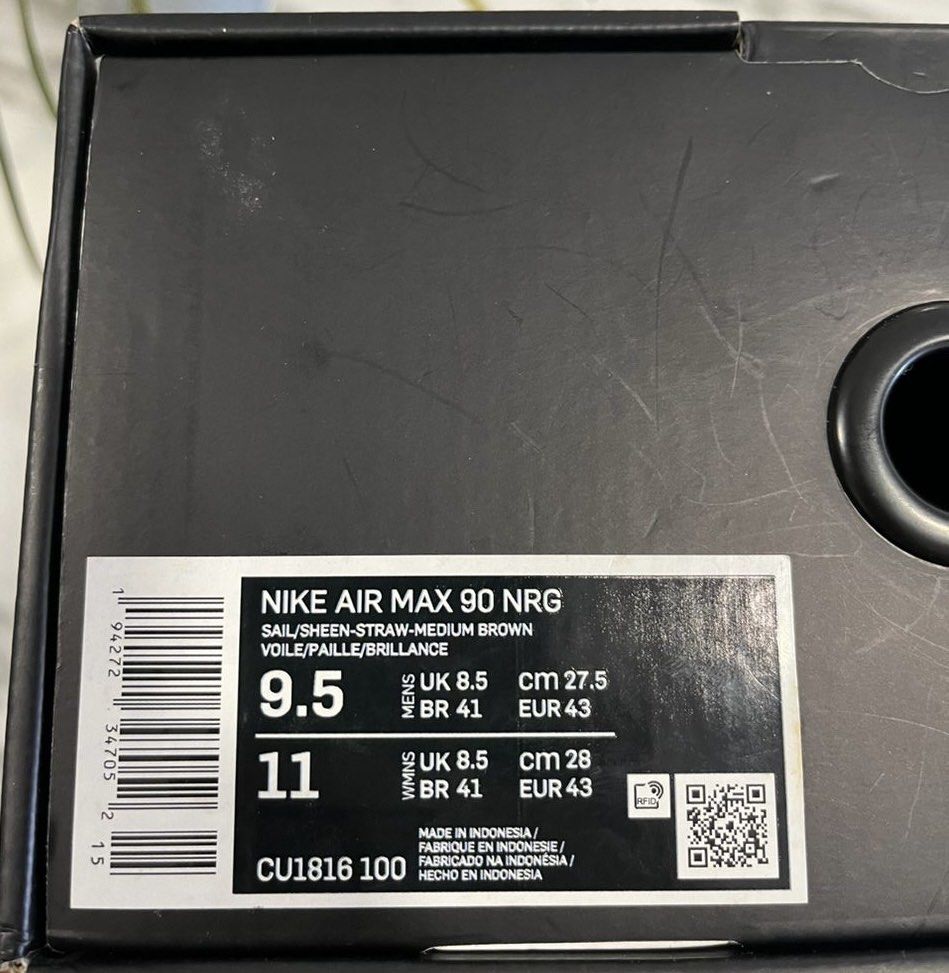 NIKE AIR MAX 90 NRG
SAIL/SHEEN-STRAW-MEDIUM BROWN
VOILE/PAILLE/BRILLANCE
9.5 MENS UK 8.5 cm 27.5
BR 41 EUR 43
11 WMNS UK 8.5 cm 28
BR 41 EUR 43
RFID
MADE IN INDONESIA /
FABRIQUE EN INDONESIE /
FABRICADO NA INDONÉSIA /
HECHO EN INDONESIA
CU1816 100
1 94272 34705 2 15